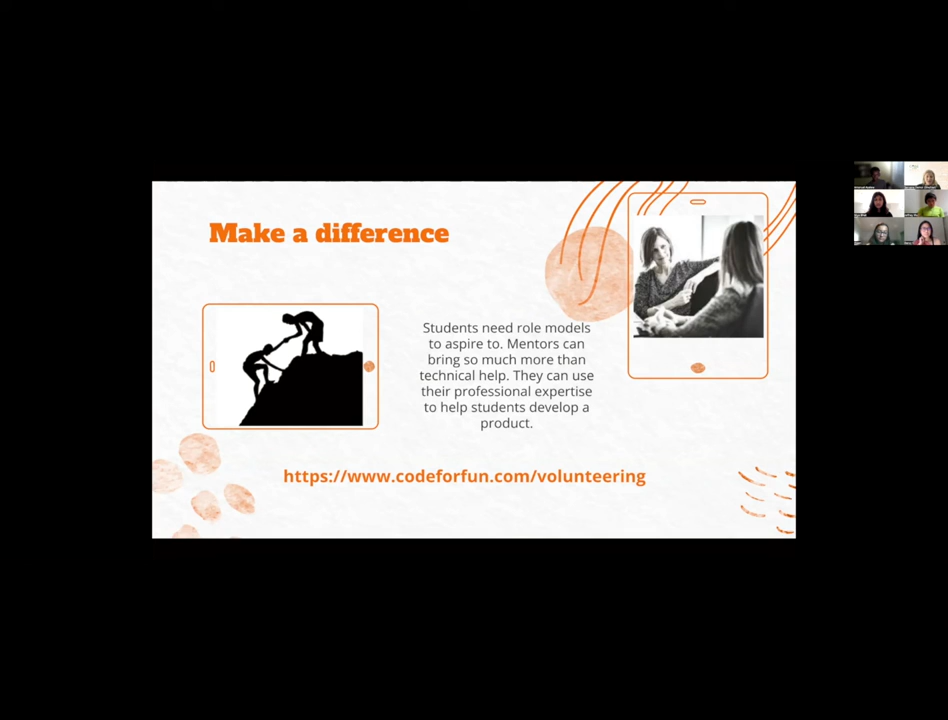 Make a difference
Students need role models
to aspire to. Mentors can
bring so much more than
technical help. They can use
their professional expertise
to help students develop a
product.
https://www.codeforfun.com/volunteering